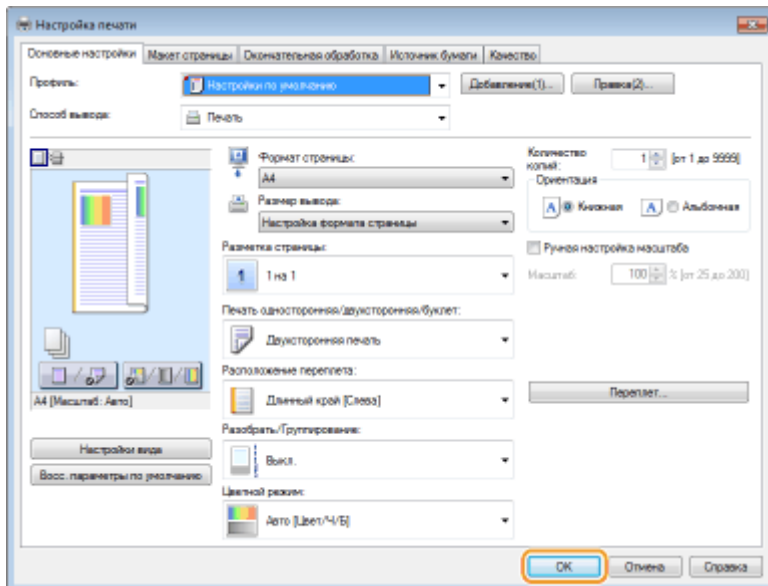 Настройка печати
Основные настройки Макет страницы Окончательная обработка Источник бумаги Качество
Профиль: Настройки по умолчанию Добавление(1)... Правка(2)...
Способ вывода: Печать
Формат страницы:
A4
Размер вывода:
Настройка формата страницы
Разметка страницы:
1 1 на 1
Печать односторонняя/двухсторонняя/буклет:
Двухсторонняя печать
Расположение переплета:
Длинный край [Слева]
Разобрать/Группирование:
Выкл.
Цветной режим:
Авто [Цвет/Ч/Б]
Количество копий: 1 [от 1 до 9999]
Ориентация
A Книжная A Альбомная
Ручная настройка масштаба
Масштаб: 100 % [от 25 до 200]
Переплет...
A4 [Масштаб: Авто]
Настройки вида
Восс. параметры по умолчанию
OK Отмена Справка